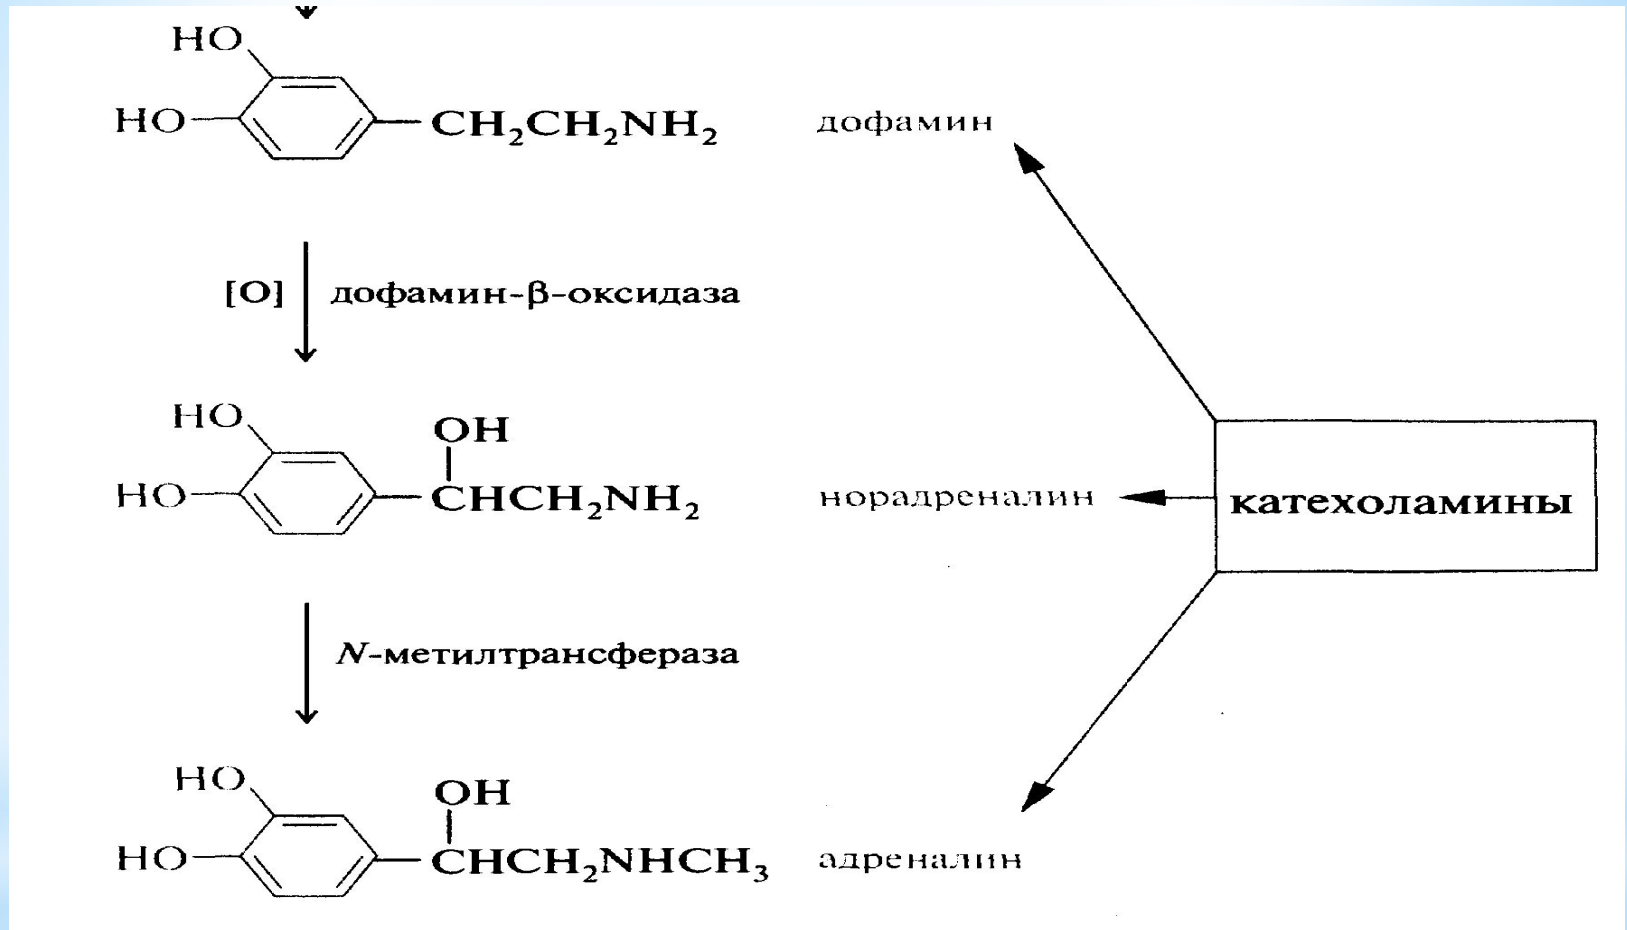 HO
HO
CH₂CH₂NH₂
дофамин
[O]
дофамин-β-оксидаза
HO
HO
OH
CHCH₂NH₂
норадреналин
катехоламины
N-метилтрансфераза
HO
HO
OH
CHCH₂NHCH₃
адреналин